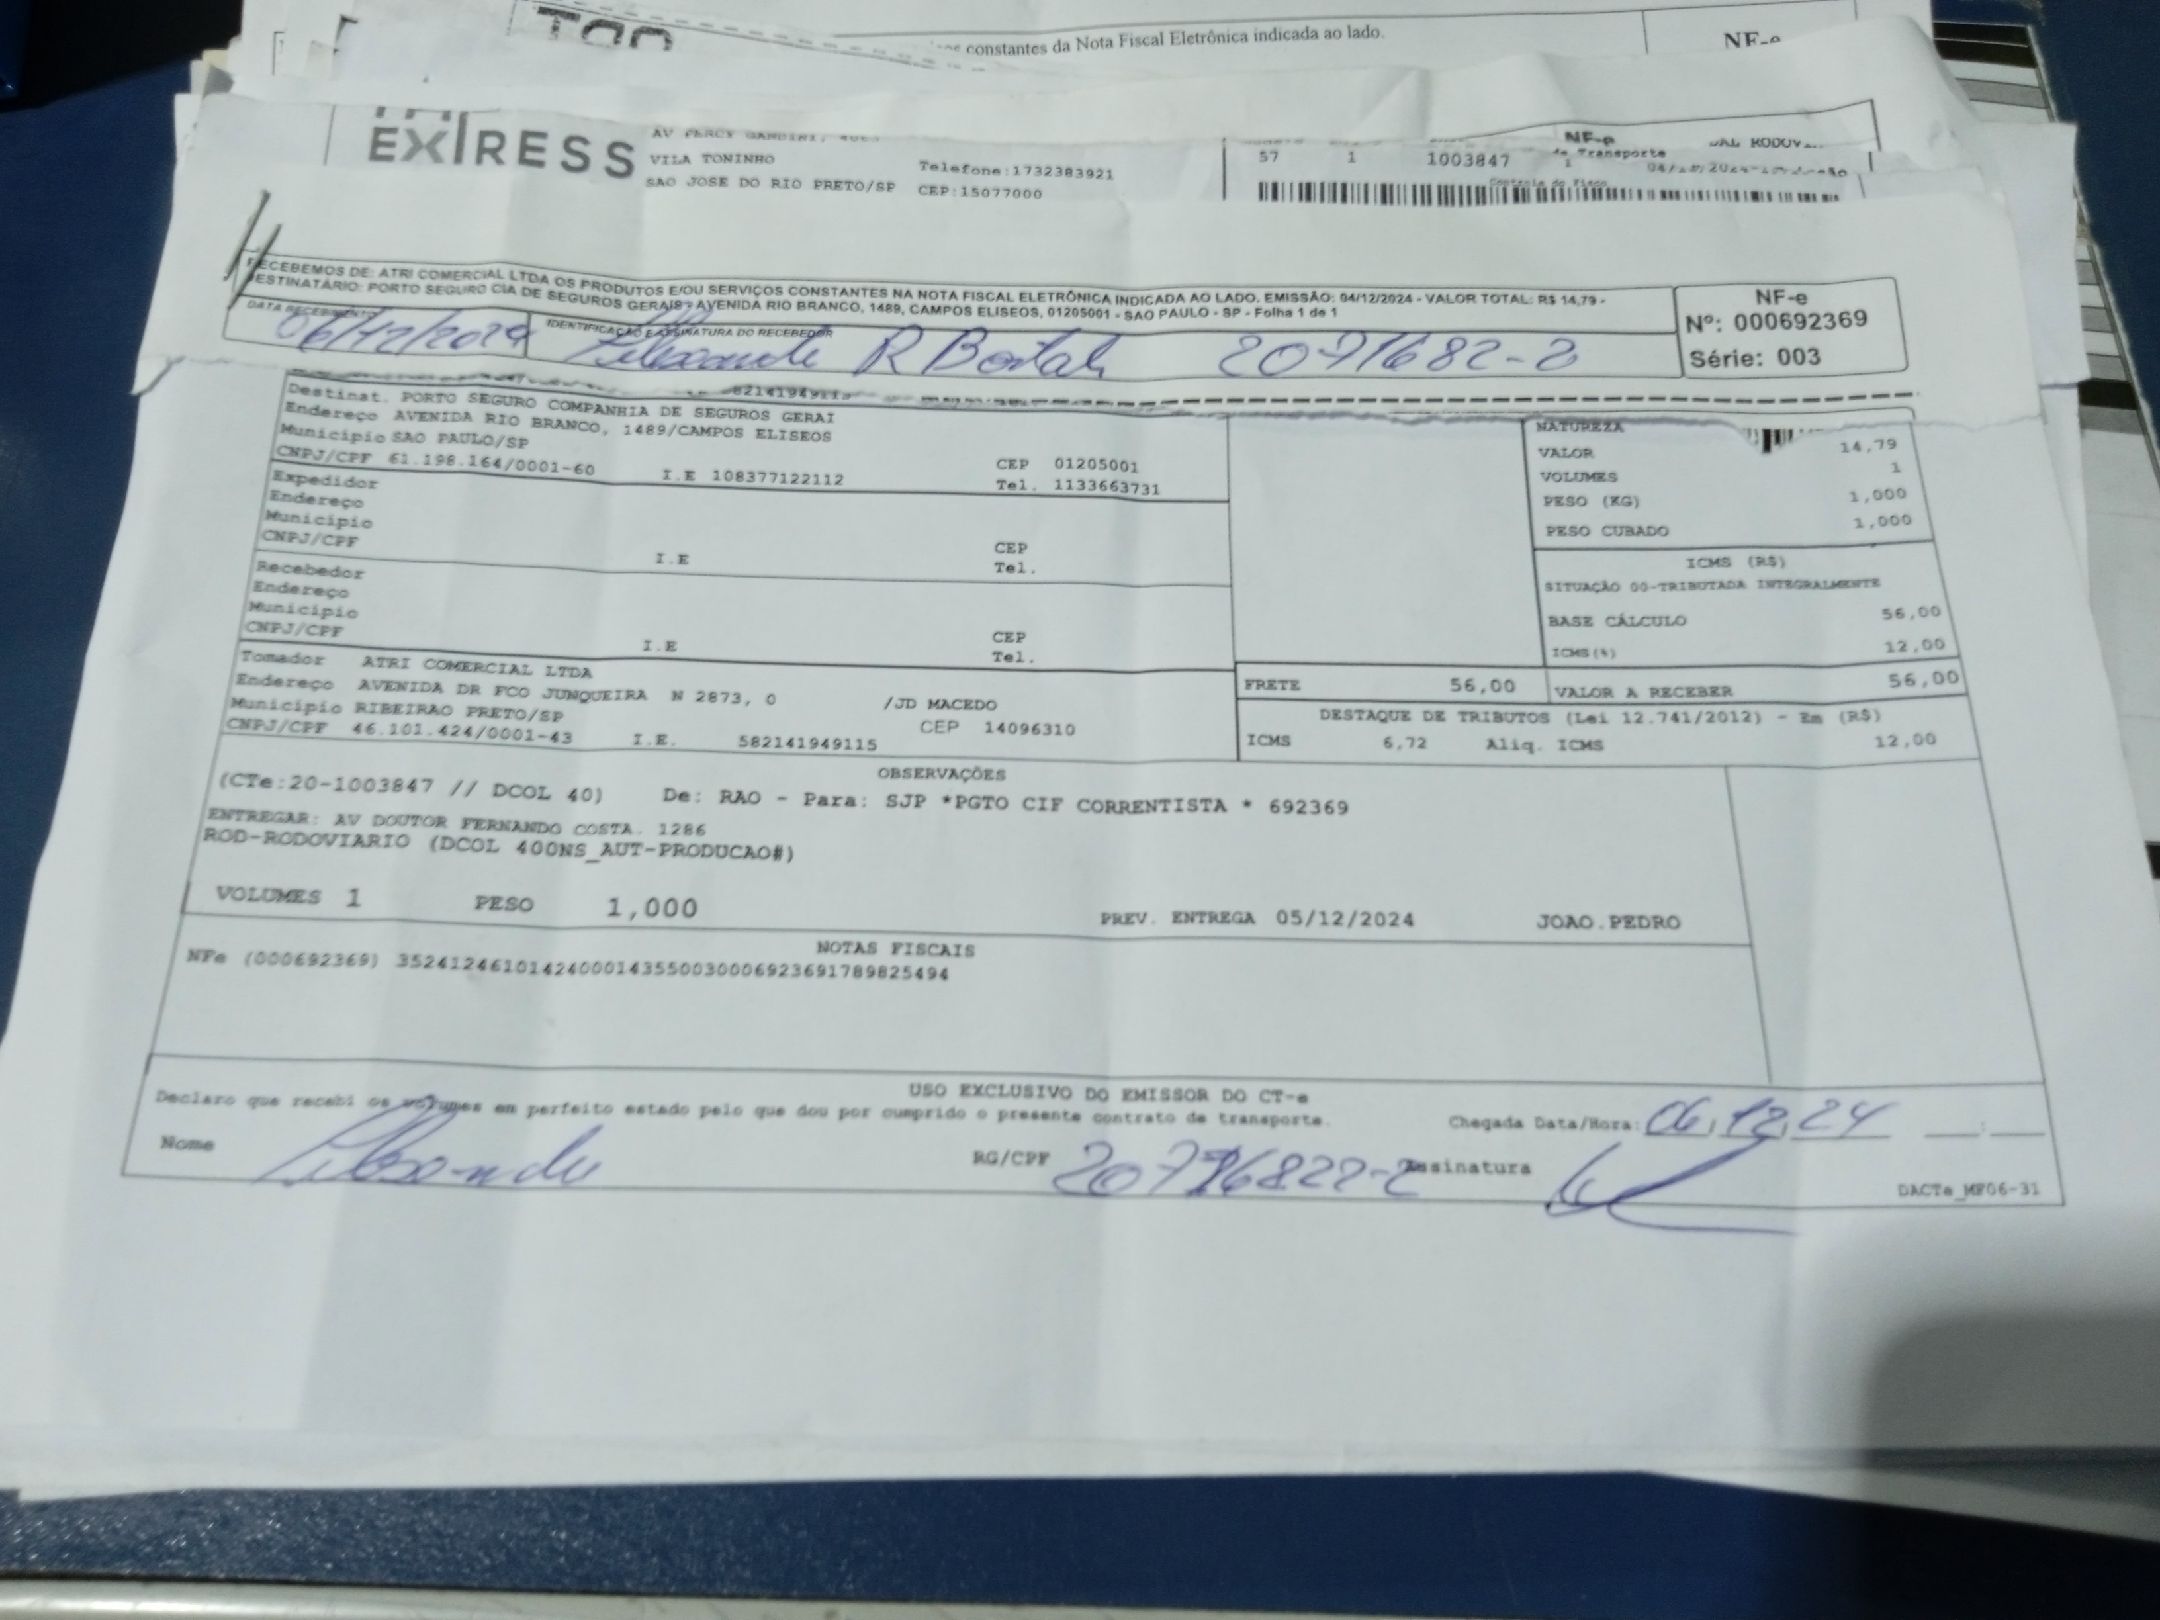 constantes da Nota Fiscal Eletrônica indicada ao lado.
NF-e
EXPRESS
VILA TONINHO
SAO JOSE DO RIO PRETO/SP
Telefone:1732383921
CEP:15077000
57 1 1003847 1
NF-e
de Transporte
Controle do Fisco
RECEBEMOS DE: ATRI COMERCIAL LTDA OS PRODUTOS E/OU SERVIÇOS CONSTANTES NA NOTA FISCAL ELETRÔNICA INDICADA AO LADO. EMISSÃO: 04/12/2024 - VALOR TOTAL: R$ 14,79 -
DESTINATÁRIO: PORTO SEGURO CIA DE SEGUROS GERAIS - AVENIDA RIO BRANCO, 1489, CAMPOS ELISEOS, 01205001 - SAO PAULO - SP - Folha 1 de 1
DATA RECEBIMENTO
06/12/2024
IDENTIFICAÇÃO E ASSINATURA DO RECEBEDOR
R
NF-e
Nº: 000692369
Série: 003
Destinat. PORTO SEGURO COMPANHIA DE SEGUROS GERAI
Endereço AVENIDA RIO BRANCO, 1489/CAMPOS ELISEOS
Município SAO PAULO/SP CEP 01205001
CNPJ/CPF 61.198.164/0001-60 I.E 108377122112 Tel. 1133663731
Expedidor
Endereço
Município CEP
CNPJ/CPF I.E Tel.
Recebedor
Endereço
Município CEP
CNPJ/CPF I.E Tel.
Tomador ATRI COMERCIAL LTDA
Endereço AVENIDA DR FCO JUNQUEIRA N 2873, 0 /JD MACEDO
Município RIBEIRAO PRETO/SP CEP 14096310
CNPJ/CPF 46.101.424/0001-43 I.E. 582141949115
NATUREZA
VALOR 14,79
VOLUMES 1
PESO (KG) 1,000
PESO CUBADO 1,000
ICMS (R$)
SITUAÇÃO 00-TRIBUTADA INTEGRALMENTE
BASE CÁLCULO 56,00
ICMS(%) 12,00
FRETE 56,00 VALOR A RECEBER 56,00
DESTAQUE DE TRIBUTOS (Lei 12.741/2012) - Em (R$)
ICMS 6,72 Aliq. ICMS 12,00
OBSERVAÇÕES
(CTe:20-1003847 // DCOL 40) De: RAO - Para: SJP *PGTO CIF CORRENTISTA * 692369
ENTREGAR: AV DOUTOR FERNANDO COSTA. 1286
ROD-RODOVIARIO (DCOL 400NS_AUT-PRODUCAO#)
VOLUMES 1 PESO 1,000 PREV. ENTREGA 05/12/2024 JOAO.PEDRO
NOTAS FISCAIS
NFe (000692369) 35241246101424000143550030006923691789825494
USO EXCLUSIVO DO EMISSOR DO CT-e
Declaro que recebi os volumes em perfeito estado pelo que dou por cumprido o presente contrato de transporte.
Chegada Data/Hora: 06/12/24
Nome RG/CPF Assinatura
DACTe_MF06-31